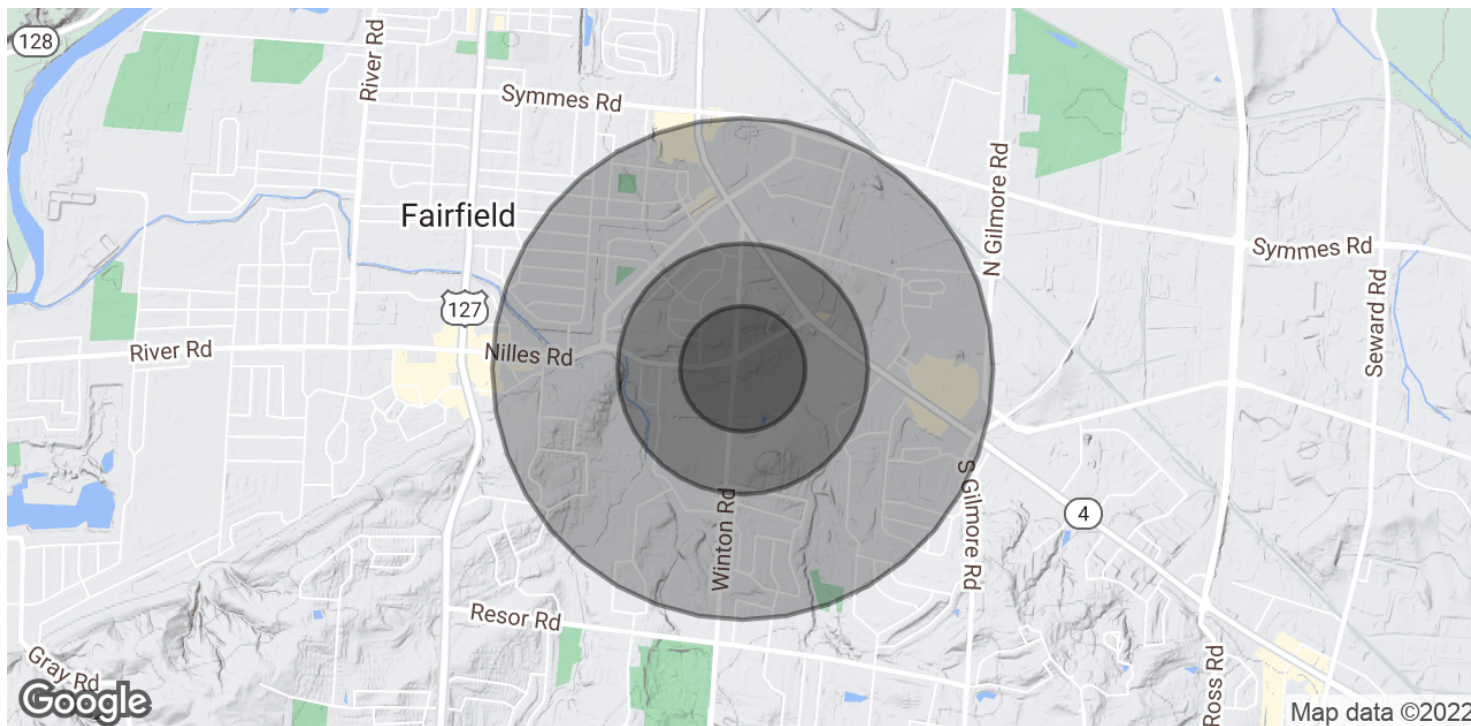 128
River Rd
Symmes Rd
N Gilmore Rd
Fairfield
Symmes Rd
Seward Rd
127
River Rd
Nilles Rd
S Gilmore Rd
Winton Rd
4
Resor Rd
Gray Rd
Ross Rd
Google
Map data ©2022